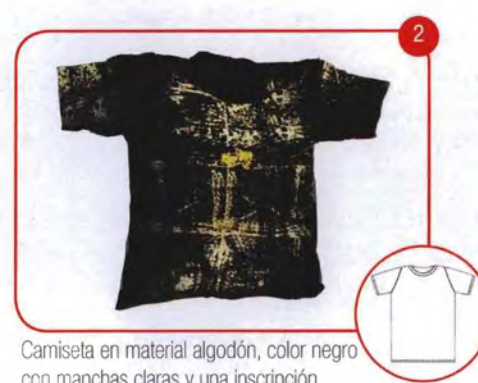 2
Camiseta en material algodón, color negro
con manchas claras y una inscripción